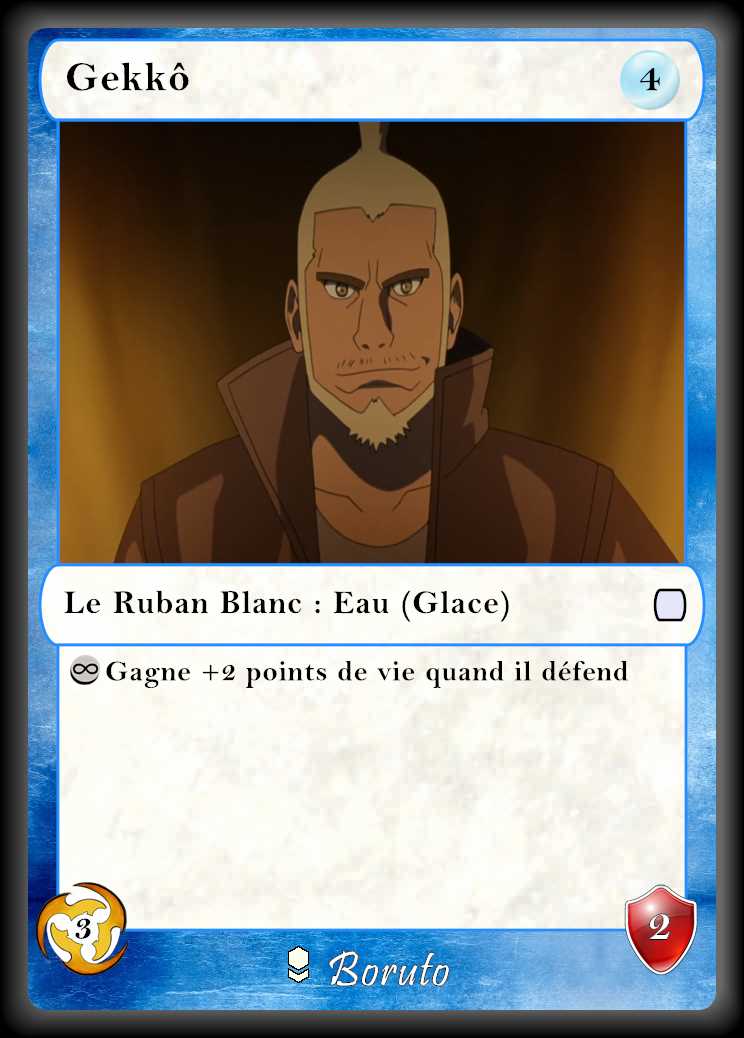 Gekkô 4
Le Ruban Blanc : Eau (Glace)
∞ Gagne +2 points de vie quand il défend
3 2
Boruto